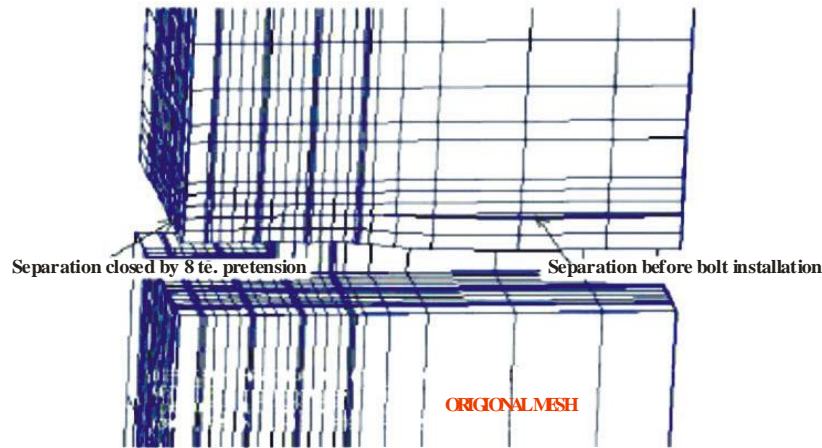 Separation closed by 8 te. pretension
Separation before bolt installation
ORIGIONAL MESH